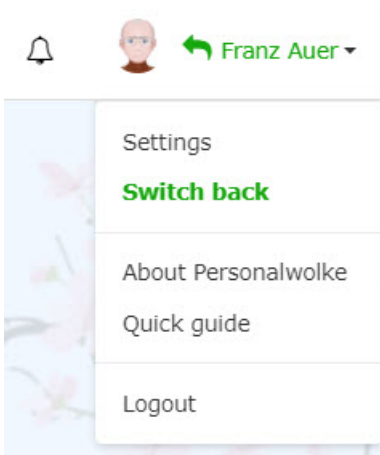 Franz Auer
Settings
Switch back
About Personalwolke
Quick guide
Logout